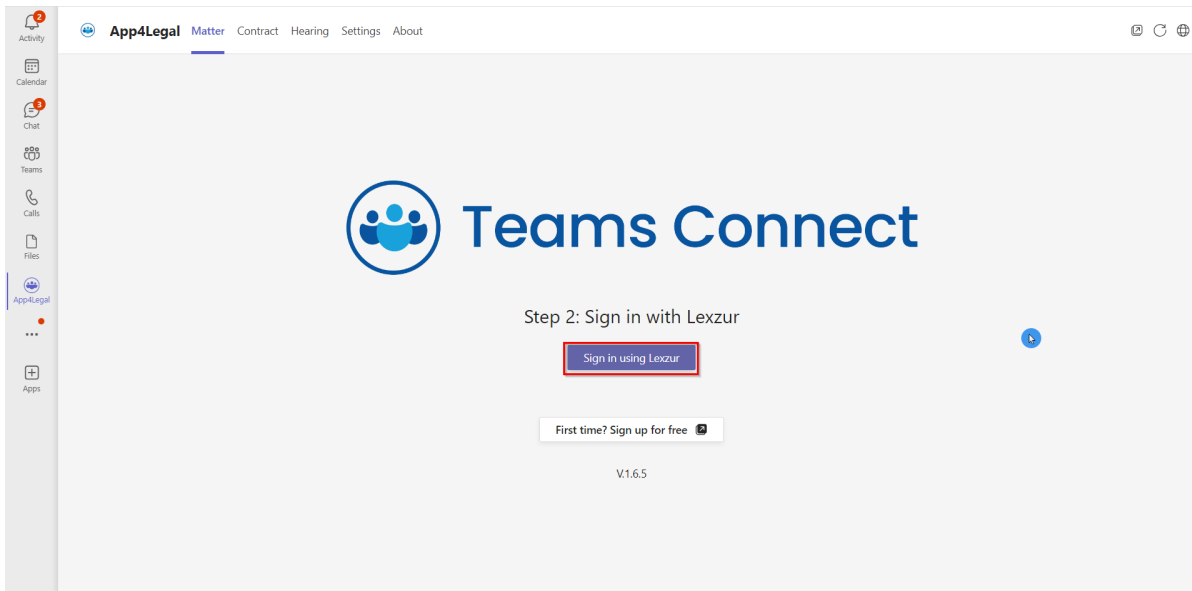 2
Activity
Calendar
3
Chat
Teams
Calls
Files
App4Legal
Apps
App4Legal Matter Contract Hearing Settings About
Teams Connect
Step 2: Sign in with Lexzur
Sign in using Lexzur
First time? Sign up for free
V.1.6.5